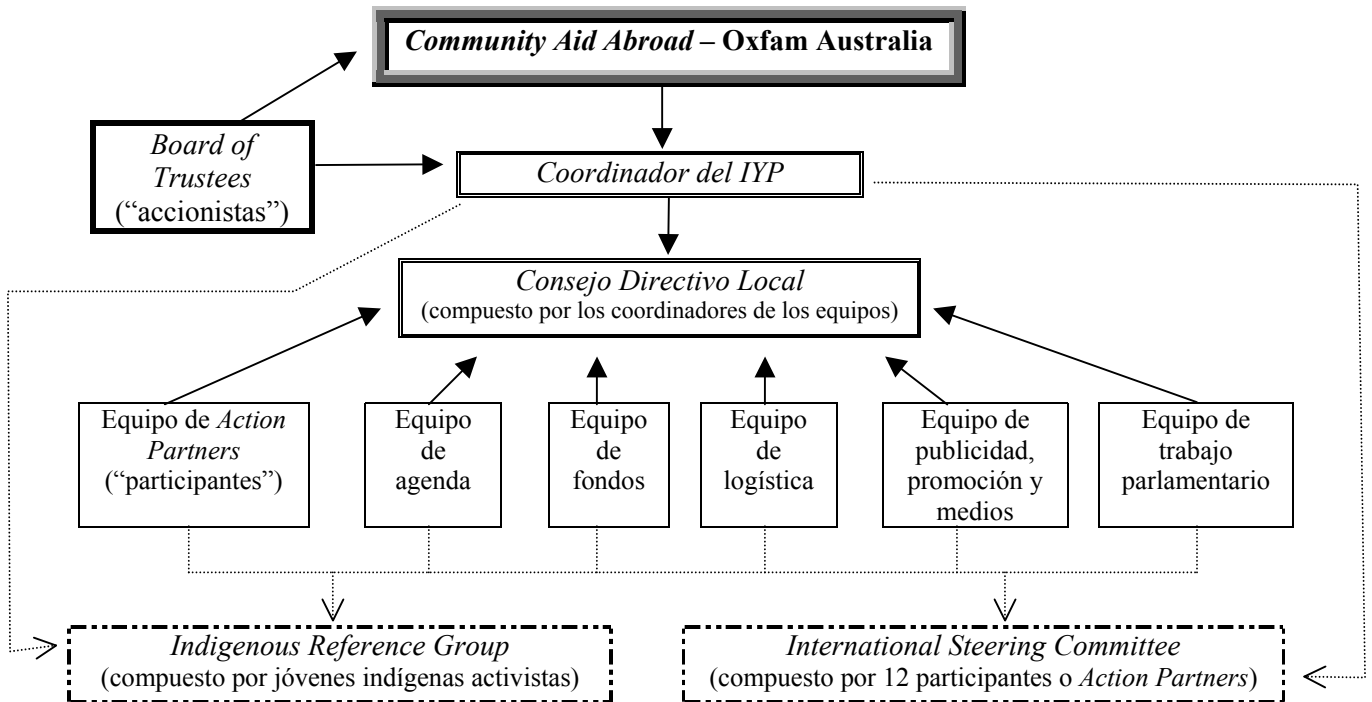 Community Aid Abroad – Oxfam Australia
Board of
Trustees
(“accionistas”)
Coordinador del IYP
Consejo Directivo Local
(compuesto por los coordinadores de los equipos)
Equipo de Action
Partners
(“participantes”)
Equipo
de
agenda
Equipo
de
fondos
Equipo
de
logística
Equipo de
publicidad,
promoción y
medios
Equipo de
trabajo
parlamentario
Indigenous Reference Group
(compuesto por jóvenes indígenas activistas)
International Steering Committee
(compuesto por 12 participantes o Action Partners)